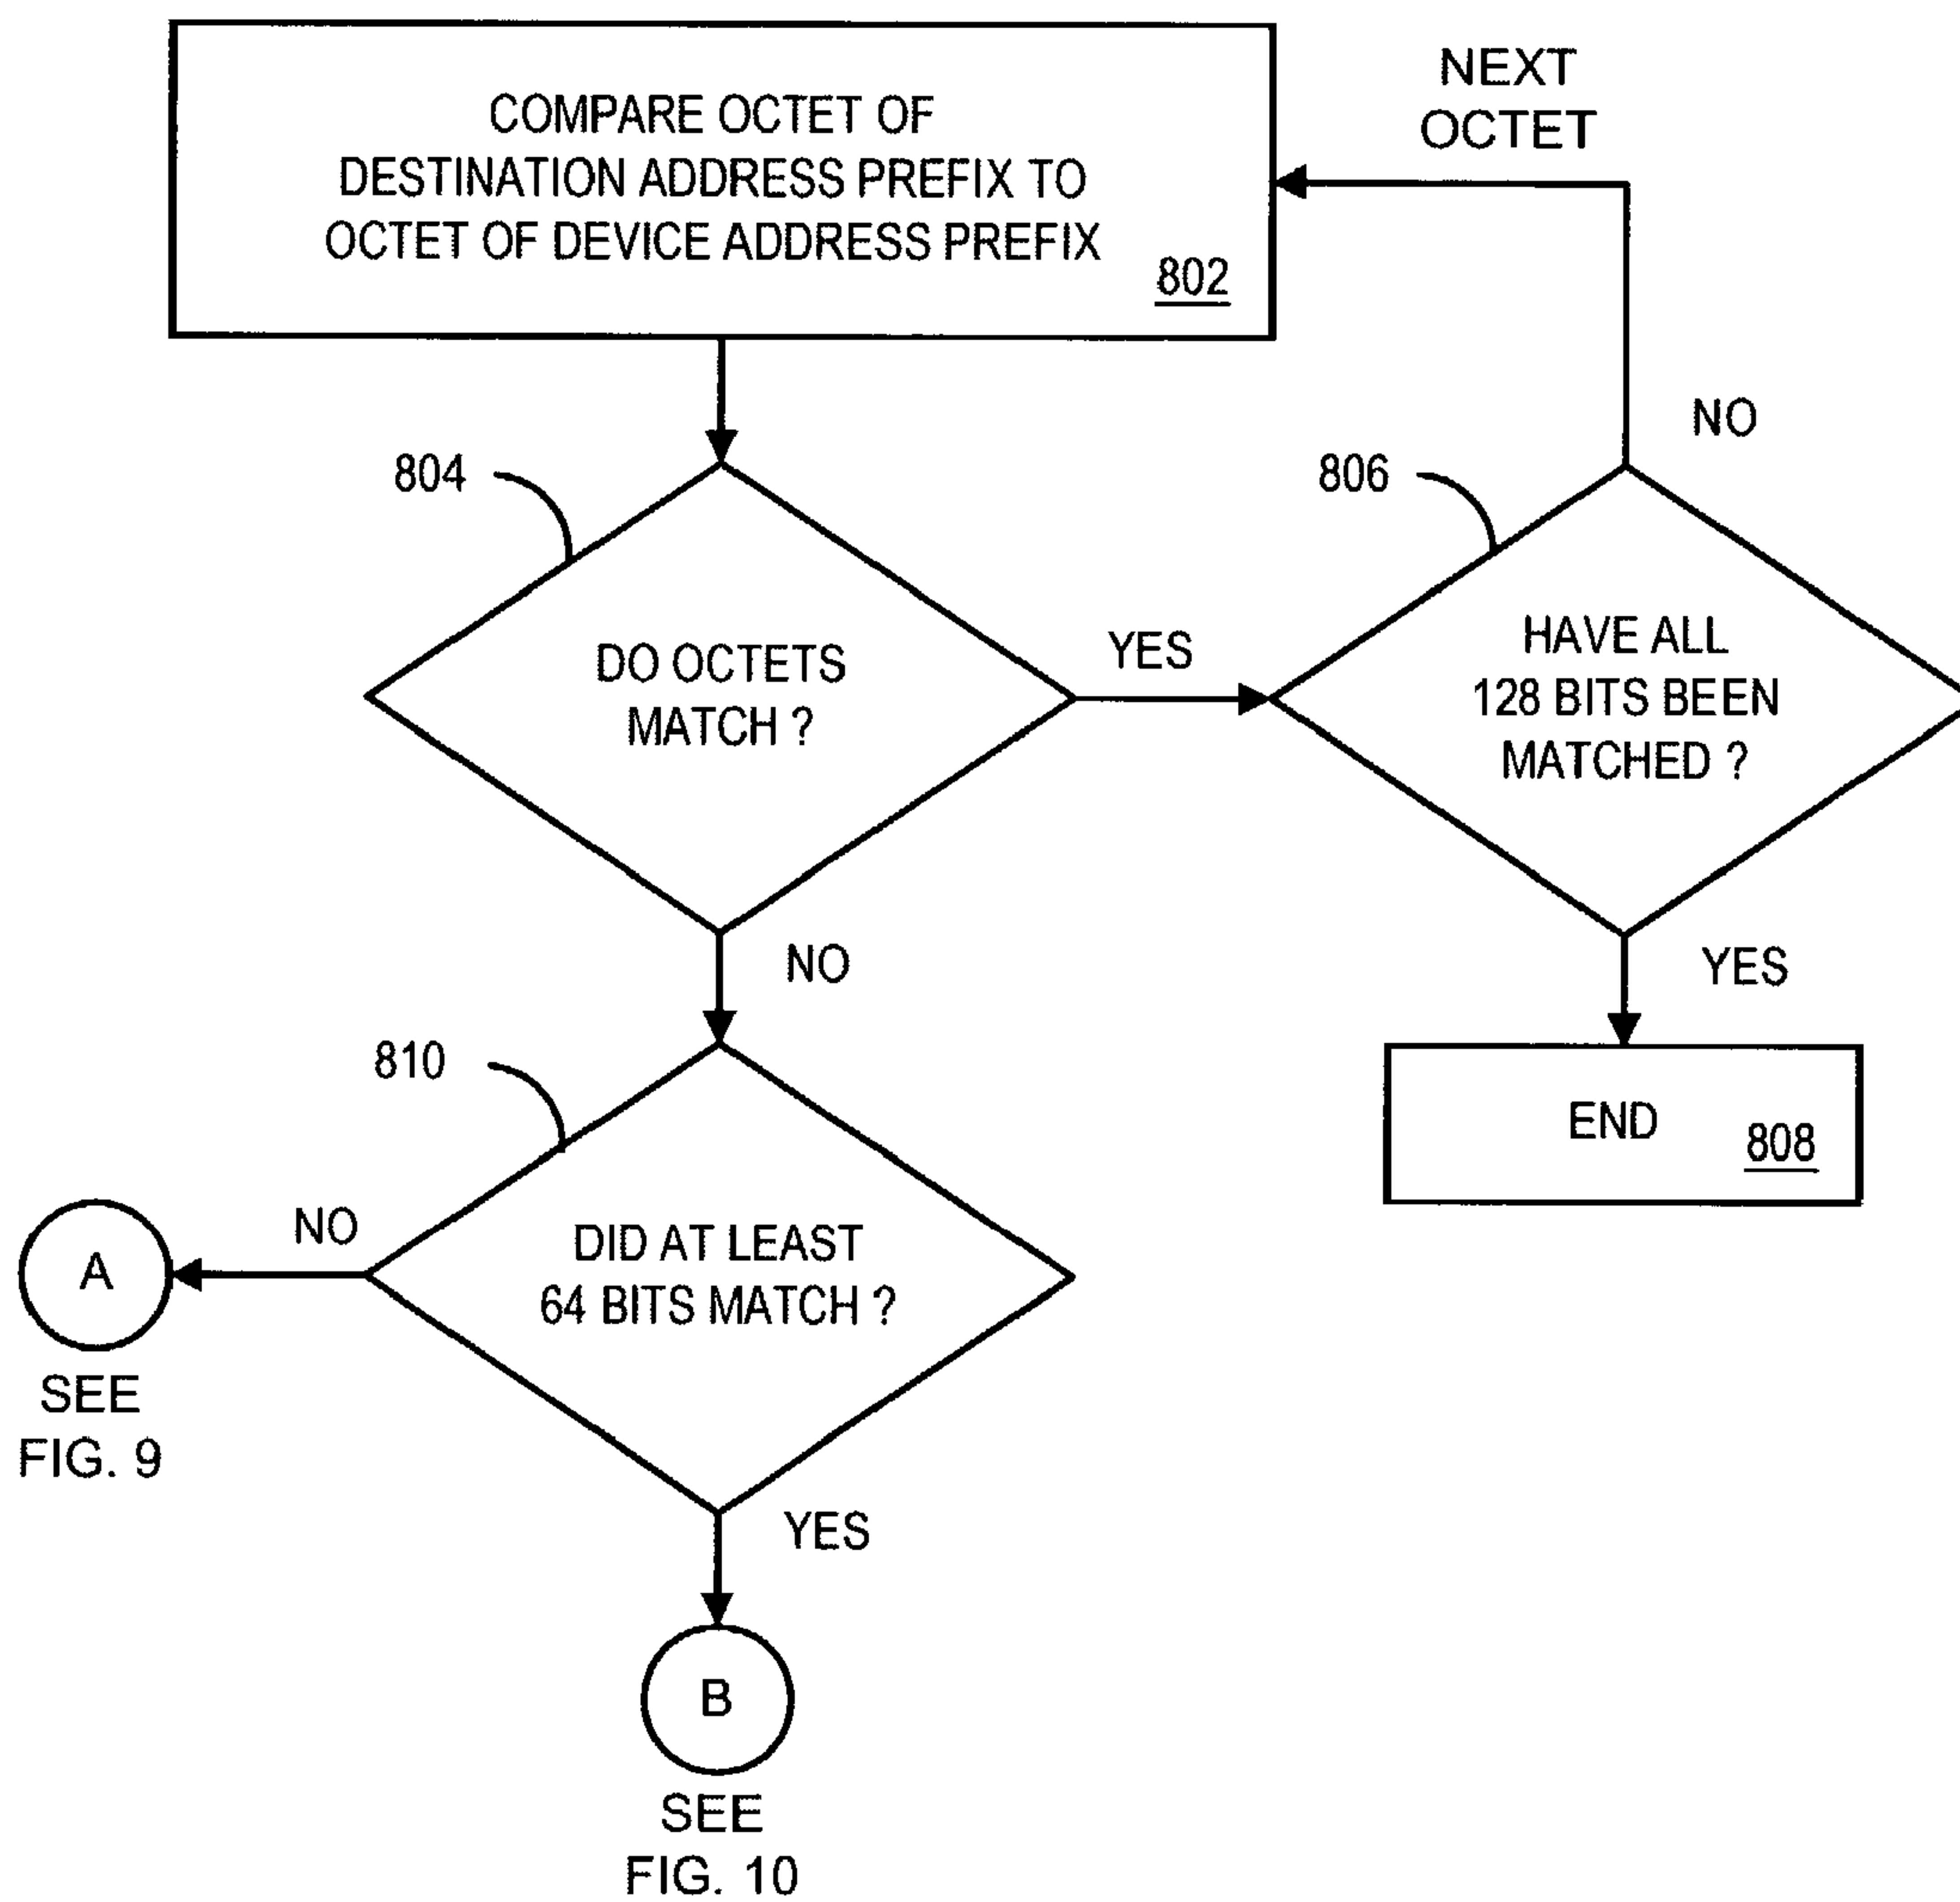 COMPARE OCTET OF
DESTINATION ADDRESS PREFIX TO
OCTET OF DEVICE ADDRESS PREFIX
802
NEXT
OCTET
NO
804
806
DO OCTETS
MATCH ?
YES
HAVE ALL
128 BITS BEEN
MATCHED ?
NO
YES
810
END
808
NO
A
SEE
FIG. 9
DID AT LEAST
64 BITS MATCH ?
YES
B
SEE
FIG. 10